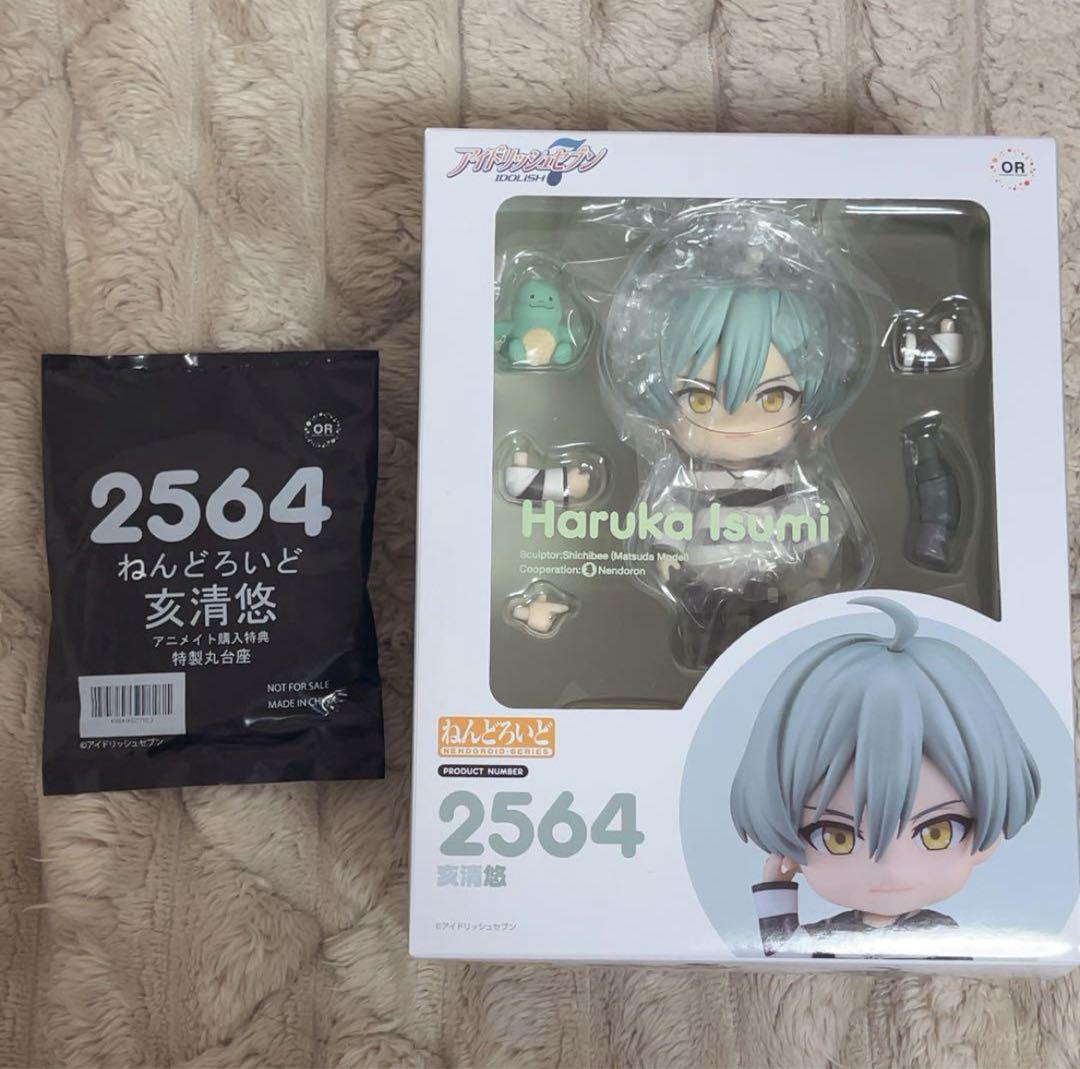 OR
2564
ねんどろいど
亥清悠
アニメイト購入特典
特製丸台座
NOT FOR SALE
MADE IN
©アイドリッシュセブン
アイドリッシュセブン
IDOLiSH7
OR
Haruka Isumi
Sculptor:Shichibee (Matsuda Model)
Cooperation: Nendoron
ねんどろいど
NENDOROID-SERIES
PRODUCT NUMBER
2564
亥清悠
©アイドリッシュセブン